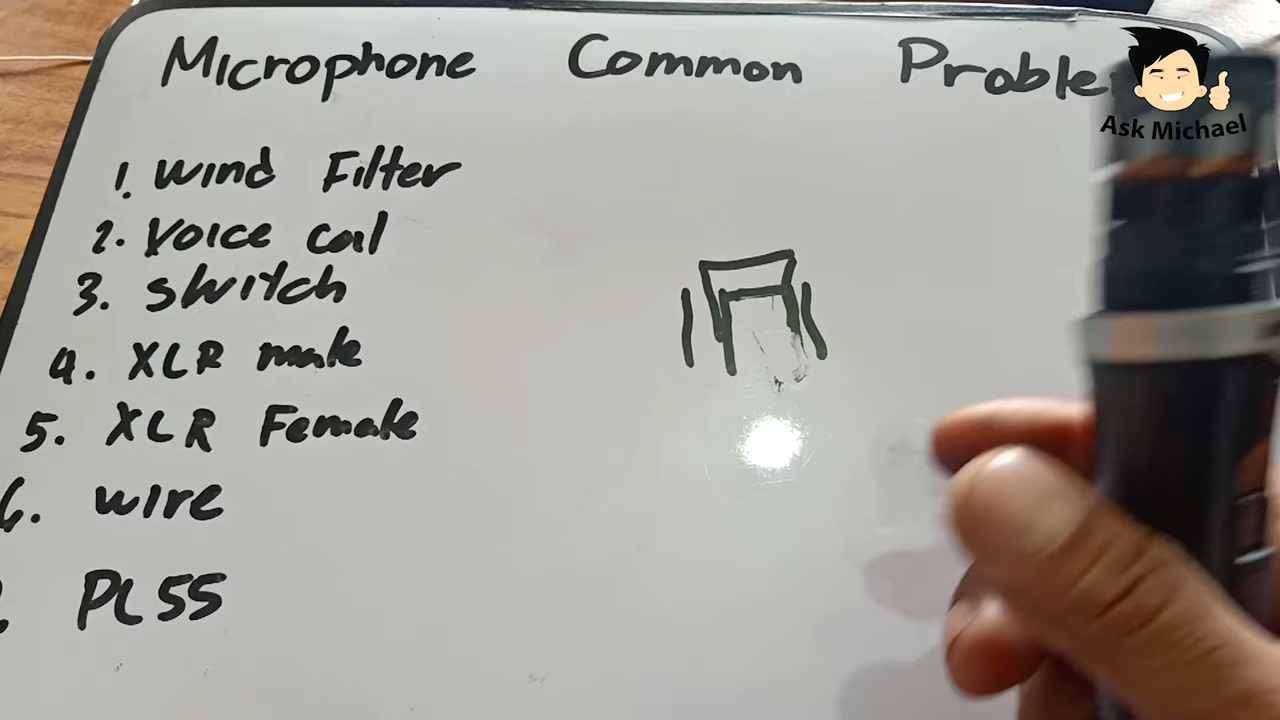 Microphone Common Proble
Ask Michael
1. Wind Filter
2. Voice coil
3. switch
4. XLR male
5. XLR Female
6. wire
PL55